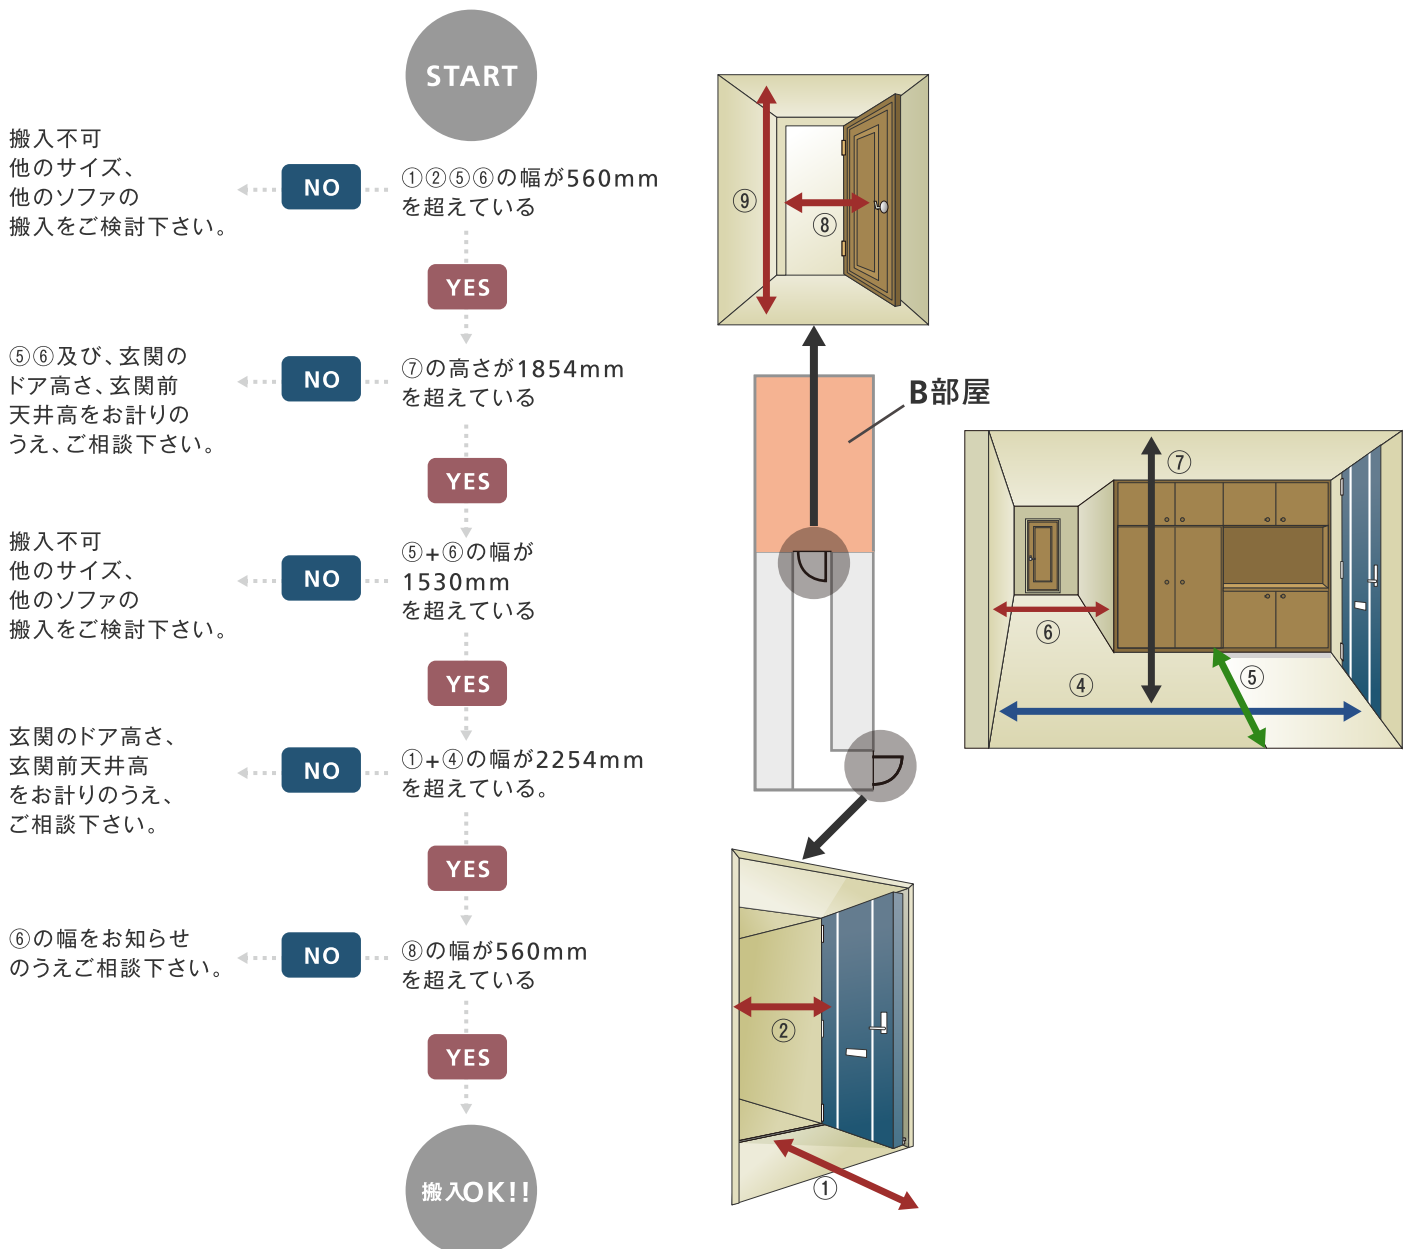 START
搬入不可
他のサイズ、
他のソファの
搬入をご検討下さい。
NO
①②⑤⑥の幅が560mm
を超えている
YES
⑤⑥及び、玄関の
ドア高さ、玄関前
天井高をお計りの
うえ、ご相談下さい。
NO
⑦の高さが1854mm
を超えている
YES
搬入不可
他のサイズ、
他のソファの
搬入をご検討下さい。
NO
⑤+⑥の幅が
1530mm
を超えている
YES
玄関のドア高さ、
玄関前天井高
をお計りのうえ、
ご相談下さい。
NO
①+④の幅が2254mm
を超えている。
YES
⑥の幅をお知らせ
のうえご相談下さい。
NO
⑧の幅が560mm
を超えている
YES
搬入OK!!
⑨
⑧
B部屋
⑦
⑥
⑤
④
②
①